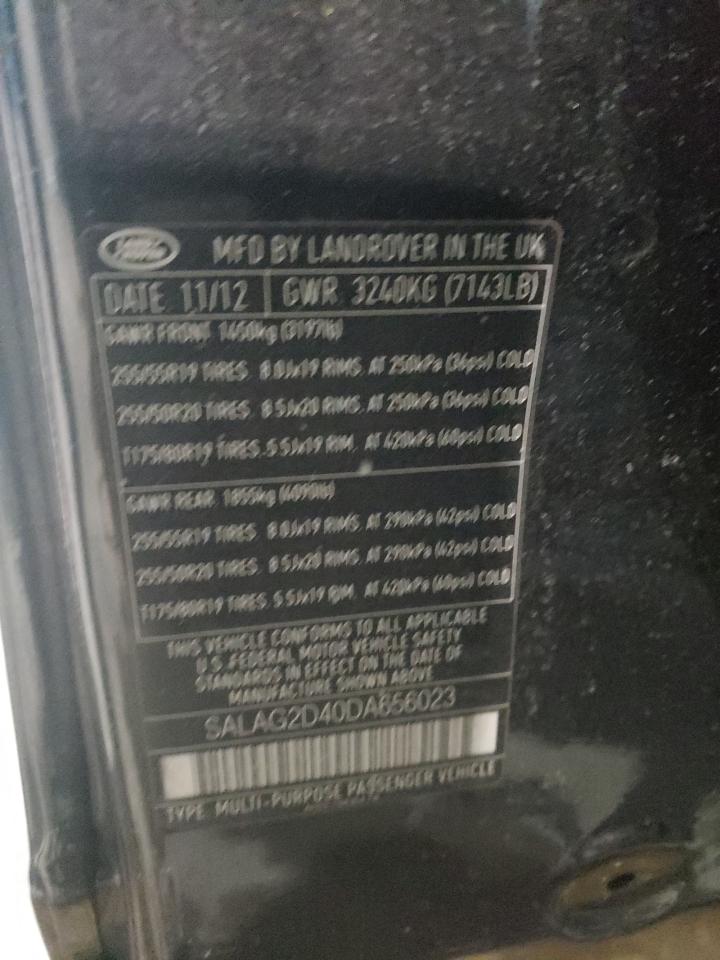 LAND ROVER
MFD BY LANDROVER IN THE UK
DATE 11/12 GWR 3240KG (7143LB)
GAWR FRONT 1450kg (3197lb)
255/55R19 TIRES. 8.0Jx19 RIMS. AT 250kPa (36psi) COLD
255/50R20 TIRES. 8.5Jx20 RIMS. AT 250kPa (36psi) COLD
T175/80R19 TIRES. 5.5Jx19 RIM. AT 420kPa (60psi) COLD
GAWR REAR 1855kg (4090lb)
255/55R19 TIRES 8.0Jx19 RIMS. AT 290kPa (42psi) COLD
255/50R20 TIRES 8.5Jx20 RIMS. AT 290kPa (42psi) COLD
T175/80R19 TIRES. 5.5Jx19 RIM. AT 420kPa (60psi) COLD
THIS VEHICLE CONFORMS TO ALL APPLICABLE
U.S. FEDERAL MOTOR VEHICLE SAFETY
STANDARDS IN EFFECT ON THE DATE OF
MANUFACTURE SHOWN ABOVE
SALAG2D40DA656023
TYPE: MULTI-PURPOSE PASSENGER VEHICLE